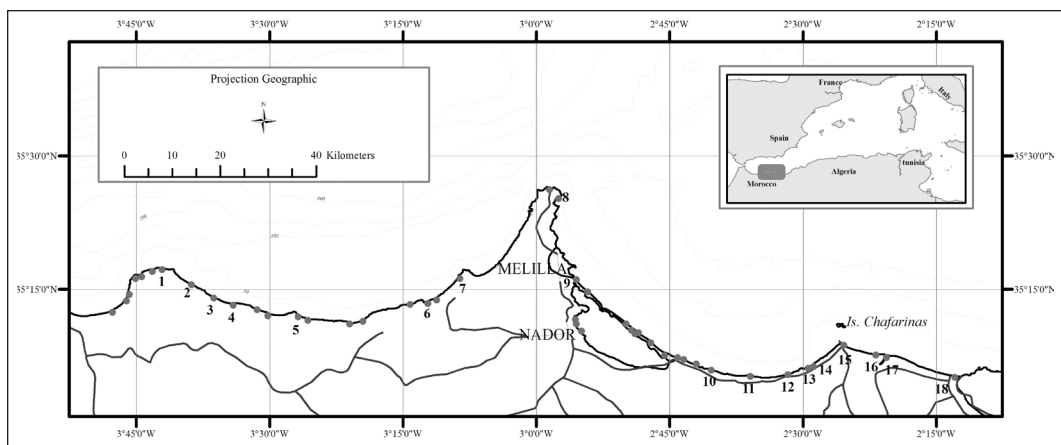 3°45'0"W 3°30'0"W 3°15'0"W 3°0'0"W 2°45'0"W 2°30'0"W 2°15'0"W
Projection Geographic
N
0 10 20 40 Kilometers
France
Italy
Spain
tunisia
Algeria
Morocco
35°30'0"N 35°30'0"N
8
MELILLA
9
1
2
3
4
5
6
7
35°15'0"N 35°15'0"N
NADOR
Is. Chafarinas
10
11
12
13
14
15
16
17
18
3°45'0"W 3°30'0"W 3°15'0"W 3°0'0"W 2°45'0"W 2°30'0"W 2°15'0"W